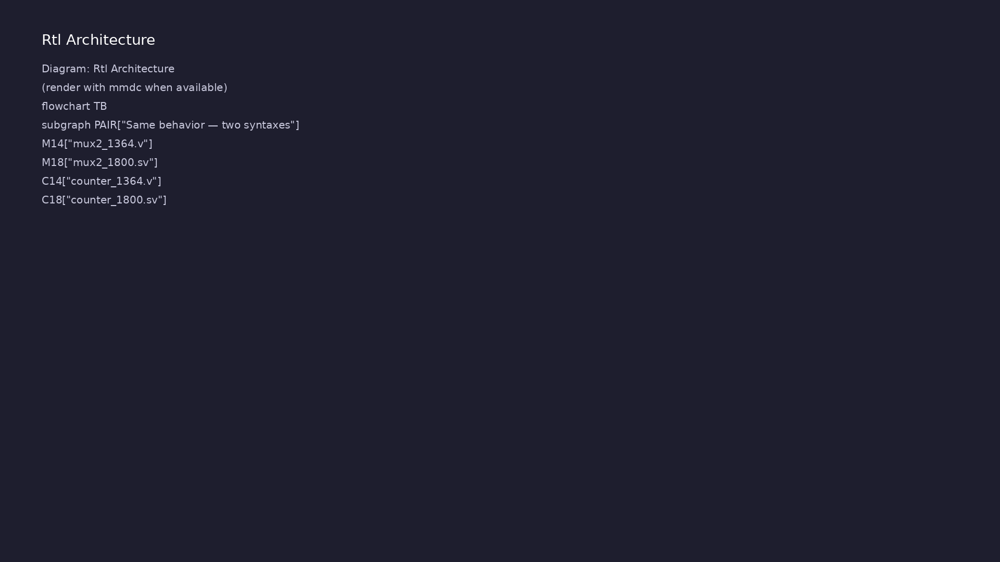 Rtl Architecture
Diagram: Rtl Architecture
(render with mmdc when available)
flowchart TB
subgraph PAIR["Same behavior — two syntaxes"]
M14["mux2_1364.v"]
M18["mux2_1800.sv"]
C14["counter_1364.v"]
C18["counter_1800.sv"]